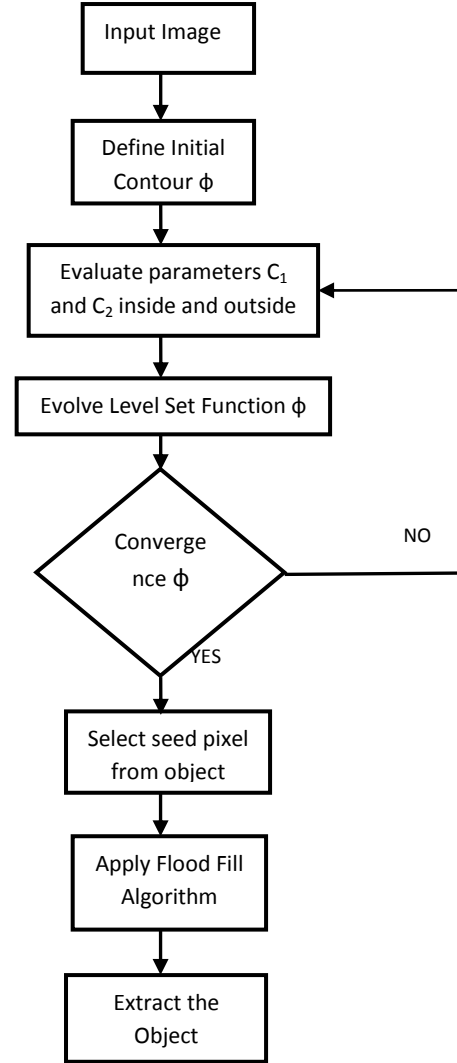 Input Image
Define Initial
Contour ϕ
Evaluate parameters C₁
and C₂ inside and outside
Evolve Level Set Function ϕ
Converge
nce ϕ
NO
YES
Select seed pixel
from object
Apply Flood Fill
Algorithm
Extract the
Object